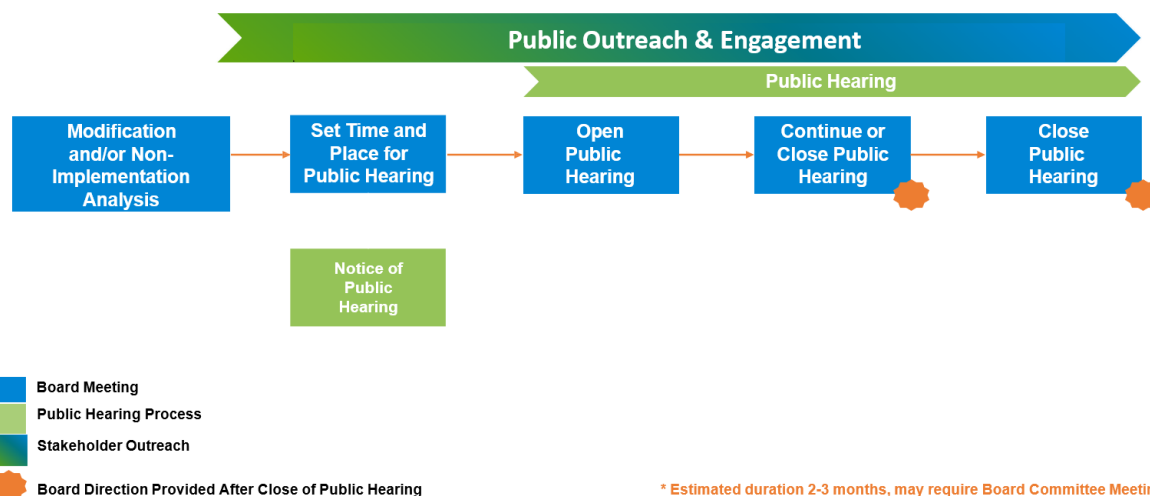 Public Outreach & Engagement
Public Hearing
Modification
and/or Non-
Implementation
Analysis
Set Time and
Place for
Public Hearing
Open
Public
Hearing
Continue or
Close Public
Hearing
Close
Public
Hearing
Notice of
Public
Hearing
Board Meeting
Public Hearing Process
Stakeholder Outreach
Board Direction Provided After Close of Public Hearing
* Estimated duration 2-3 months, may require Board Committee